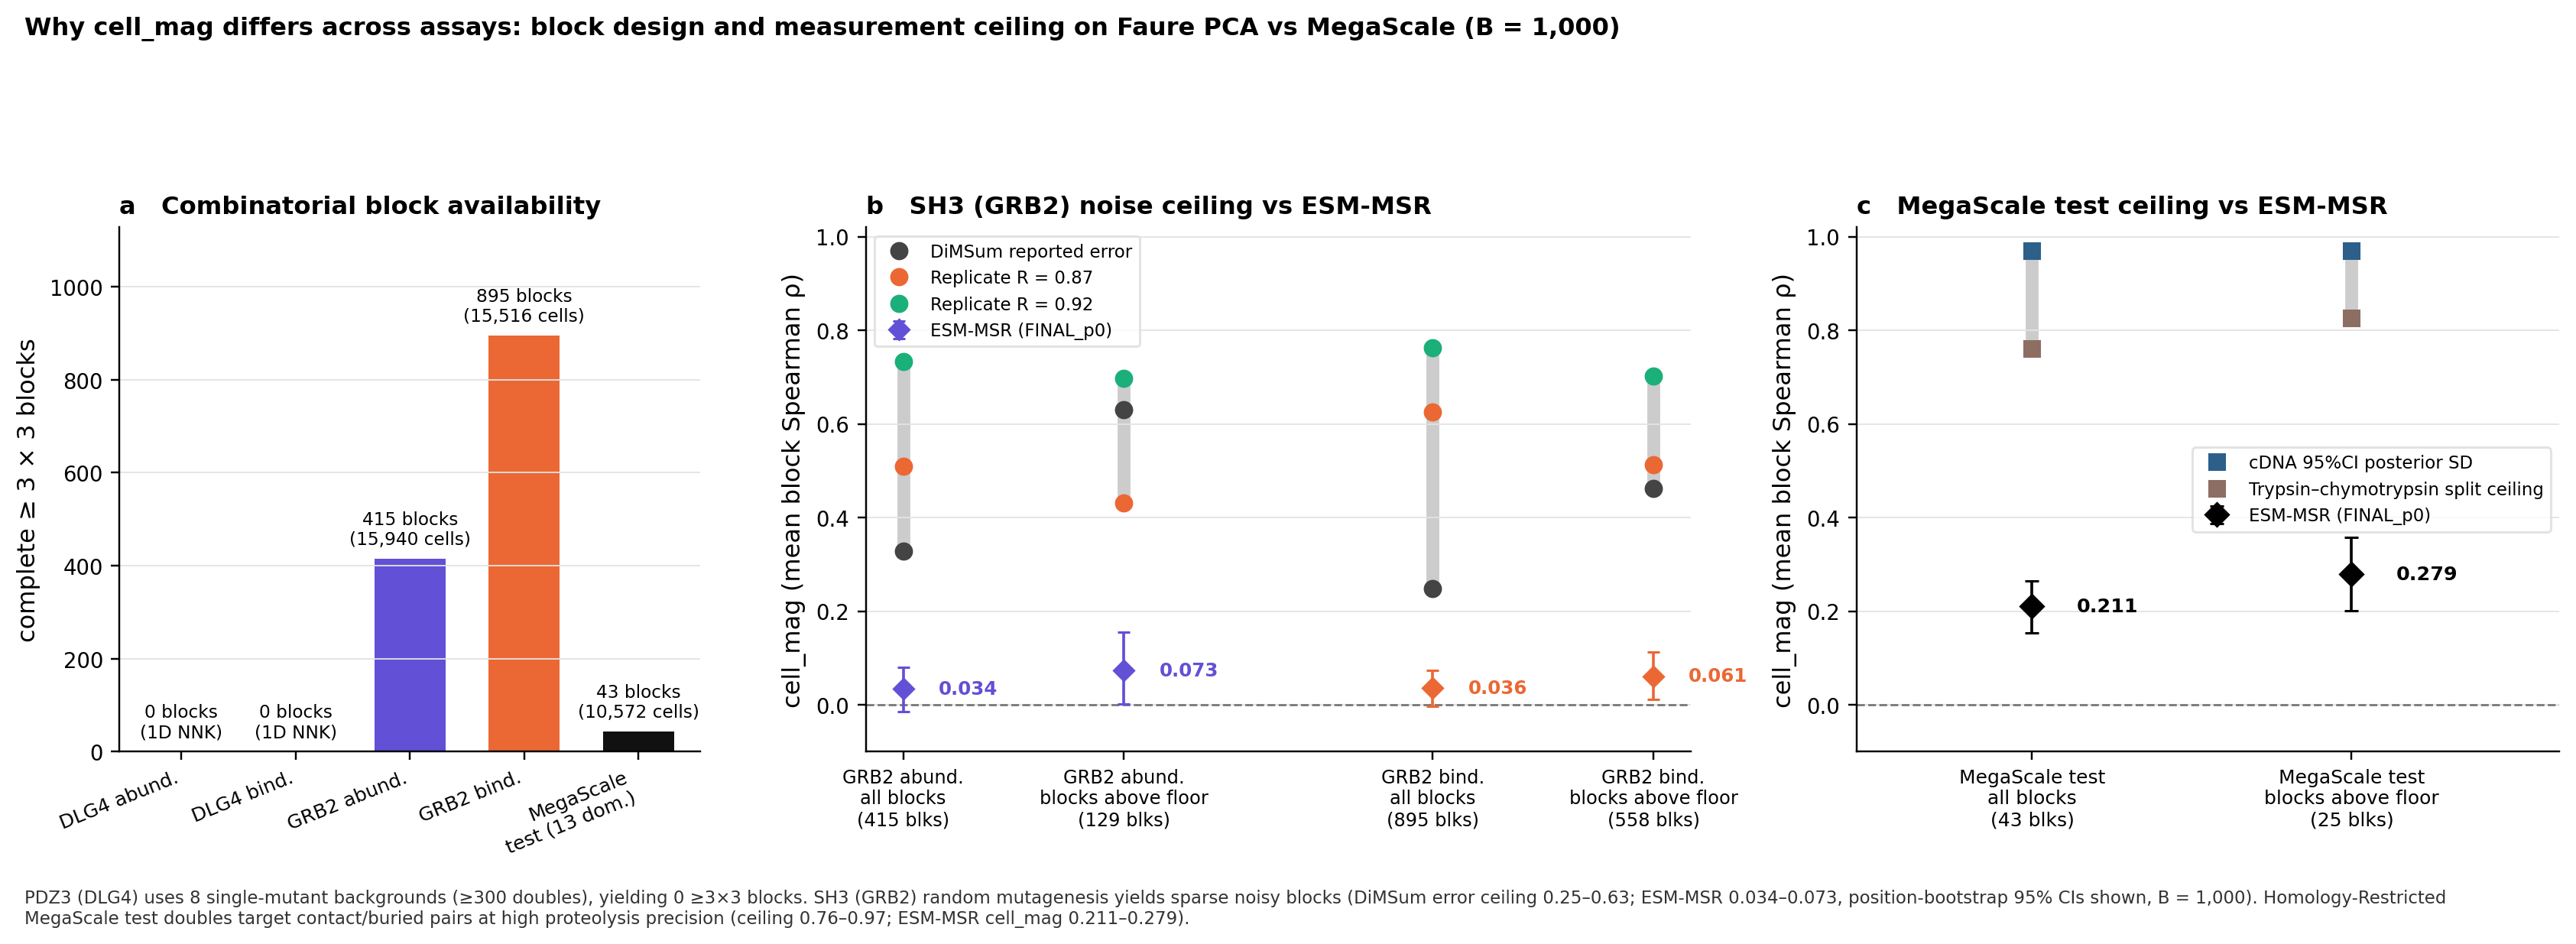 Why cell_mag differs across assays: block design and measurement ceiling on Faure PCA vs MegaScale (B = 1,000)
a Combinatorial block availability
complete ≥ 3 × 3 blocks
1000
800
600
400
200
0
0 blocks
(1D NNK)
0 blocks
(1D NNK)
415 blocks
(15,940 cells)
895 blocks
(15,516 cells)
43 blocks
(10,572 cells)
DLG4 abund.
DLG4 bind.
GRB2 abund.
GRB2 bind.
MegaScale
test (13 dom.)
b SH3 (GRB2) noise ceiling vs ESM-MSR
cell_mag (mean block Spearman ρ)
1.0
0.8
0.6
0.4
0.2
0.0
DiMSum reported error
Replicate R = 0.87
Replicate R = 0.92
ESM-MSR (FINAL_p0)
0.034
0.073
0.036
0.061
GRB2 abund.
all blocks
(415 blks)
GRB2 abund.
blocks above floor
(129 blks)
GRB2 bind.
all blocks
(895 blks)
GRB2 bind.
blocks above floor
(558 blks)
c MegaScale test ceiling vs ESM-MSR
cell_mag (mean block Spearman ρ)
1.0
0.8
0.6
0.4
0.2
0.0
cDNA 95%CI posterior SD
Trypsin–chymotrypsin split ceiling
ESM-MSR (FINAL_p0)
0.211
0.279
MegaScale test
all blocks
(43 blks)
MegaScale test
blocks above floor
(25 blks)
PDZ3 (DLG4) uses 8 single-mutant backgrounds (≥300 doubles), yielding 0 ≥3×3 blocks. SH3 (GRB2) random mutagenesis yields sparse noisy blocks (DiMSum error ceiling 0.25–0.63; ESM-MSR 0.034–0.073, position-bootstrap 95% CIs shown, B = 1,000). Homology-Restricted
MegaScale test doubles target contact/buried pairs at high proteolysis precision (ceiling 0.76–0.97; ESM-MSR cell_mag 0.211–0.279).